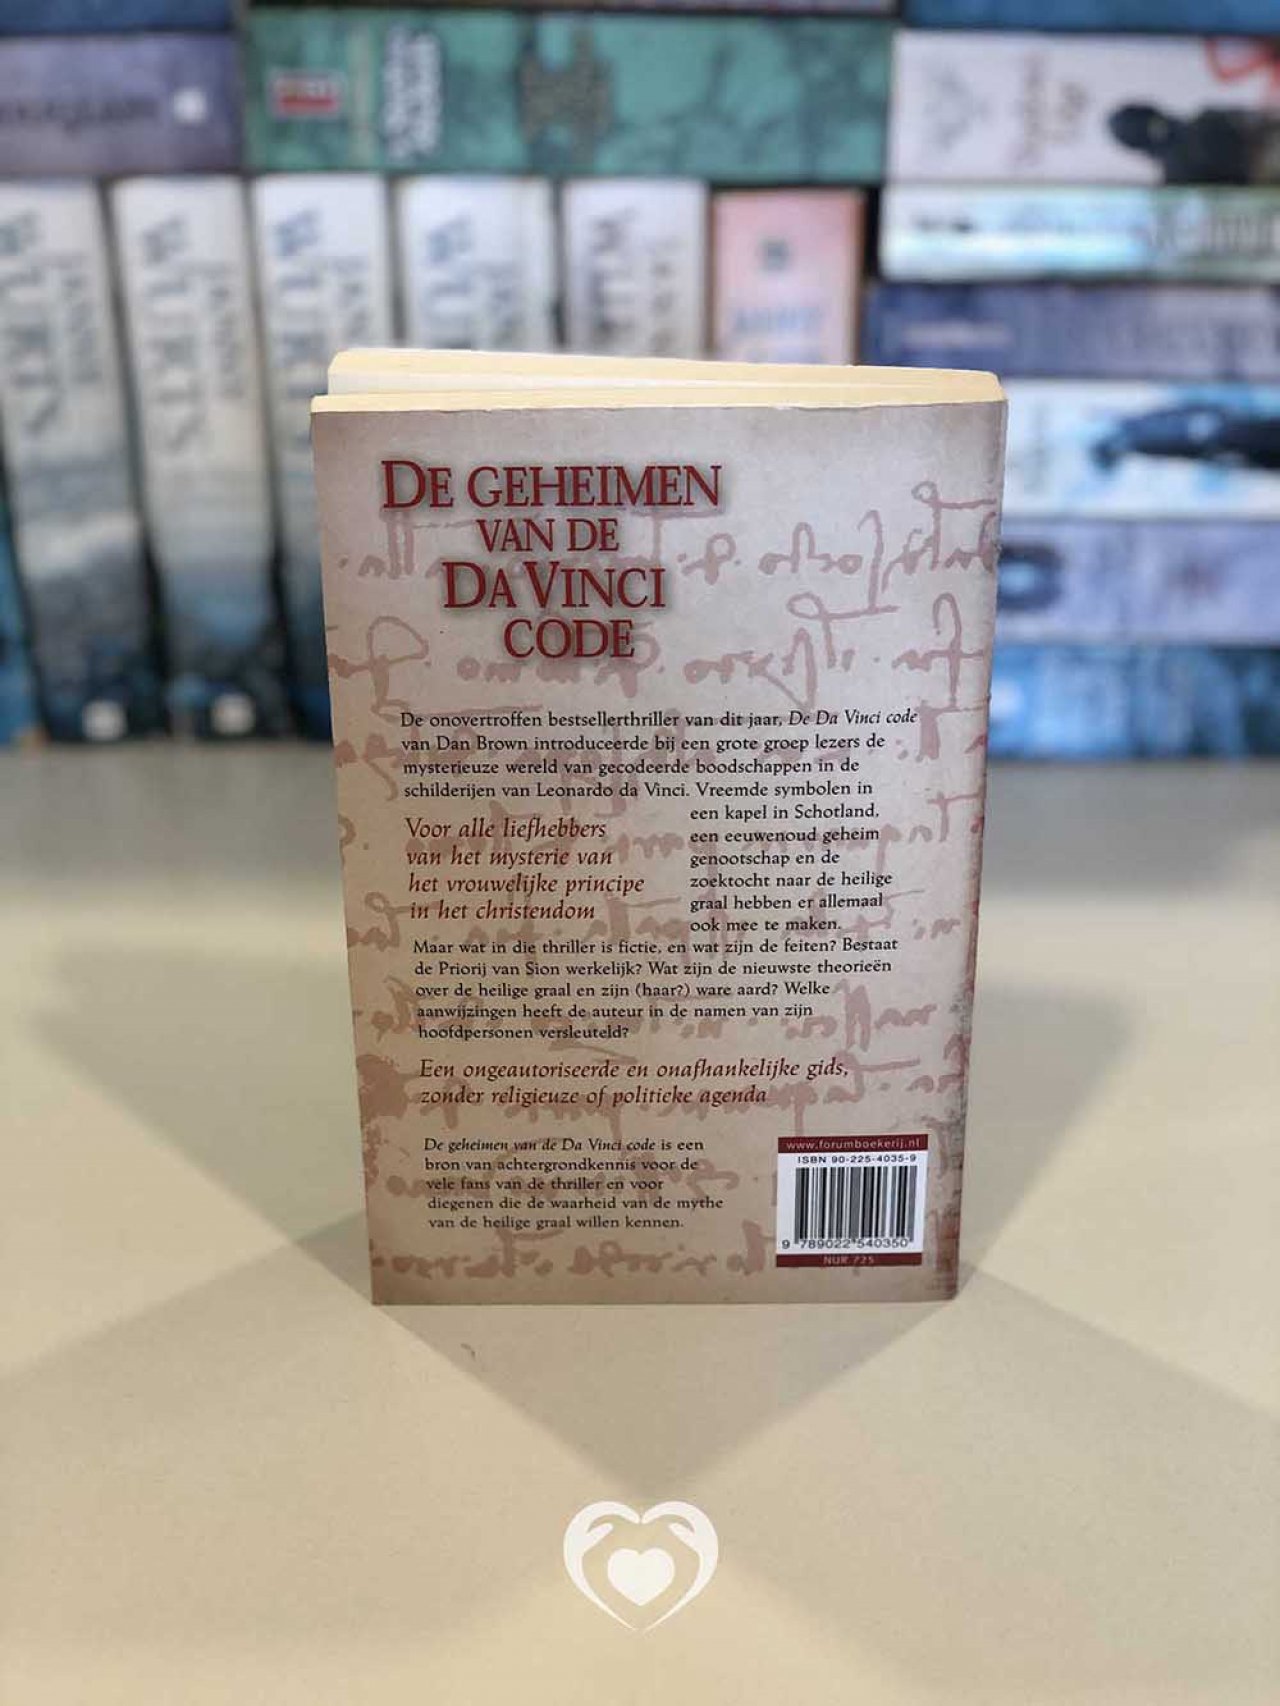 JANNY
WURTS
DE GEHEIMEN
VAN DE
DA VINCI
CODE
De onovertroffen bestsellerthriller van dit jaar, De Da Vinci code
van Dan Brown introduceerde bij een grote groep lezers de
mysterieuze wereld van gecodeerde boodschappen in de
schilderijen van Leonardo da Vinci. Vreemde symbolen in
een kapel in Schotland,
een eeuwenoud geheim
genootschap en de
zoektocht naar de heilige
graal hebben er allemaal
ook mee te maken.
Voor alle liefhebbers
van het mysterie van
het vrouwelijke principe
in het christendom
Maar wat in die thriller is fictie, en wat zijn de feiten? Bestaat
de Priorij van Sion werkelijk? Wat zijn de nieuwste theorieën
over de heilige graal en zijn (haar?) ware aard? Welke
aanwijzingen heeft de auteur in de namen van zijn
hoofdpersonen versleuteld?
Een ongeautoriseerde en onafhankelijke gids,
zonder religieuze of politieke agenda
De geheimen van de Da Vinci code is een
bron van achtergrondkennis voor de
vele fans van de thriller en voor
diegenen die de waarheid van de mythe
van de heilige graal willen kennen.
www.forumboekerij.nl
ISBN 90-225-4035-9
9 789022 540350
NUR 725